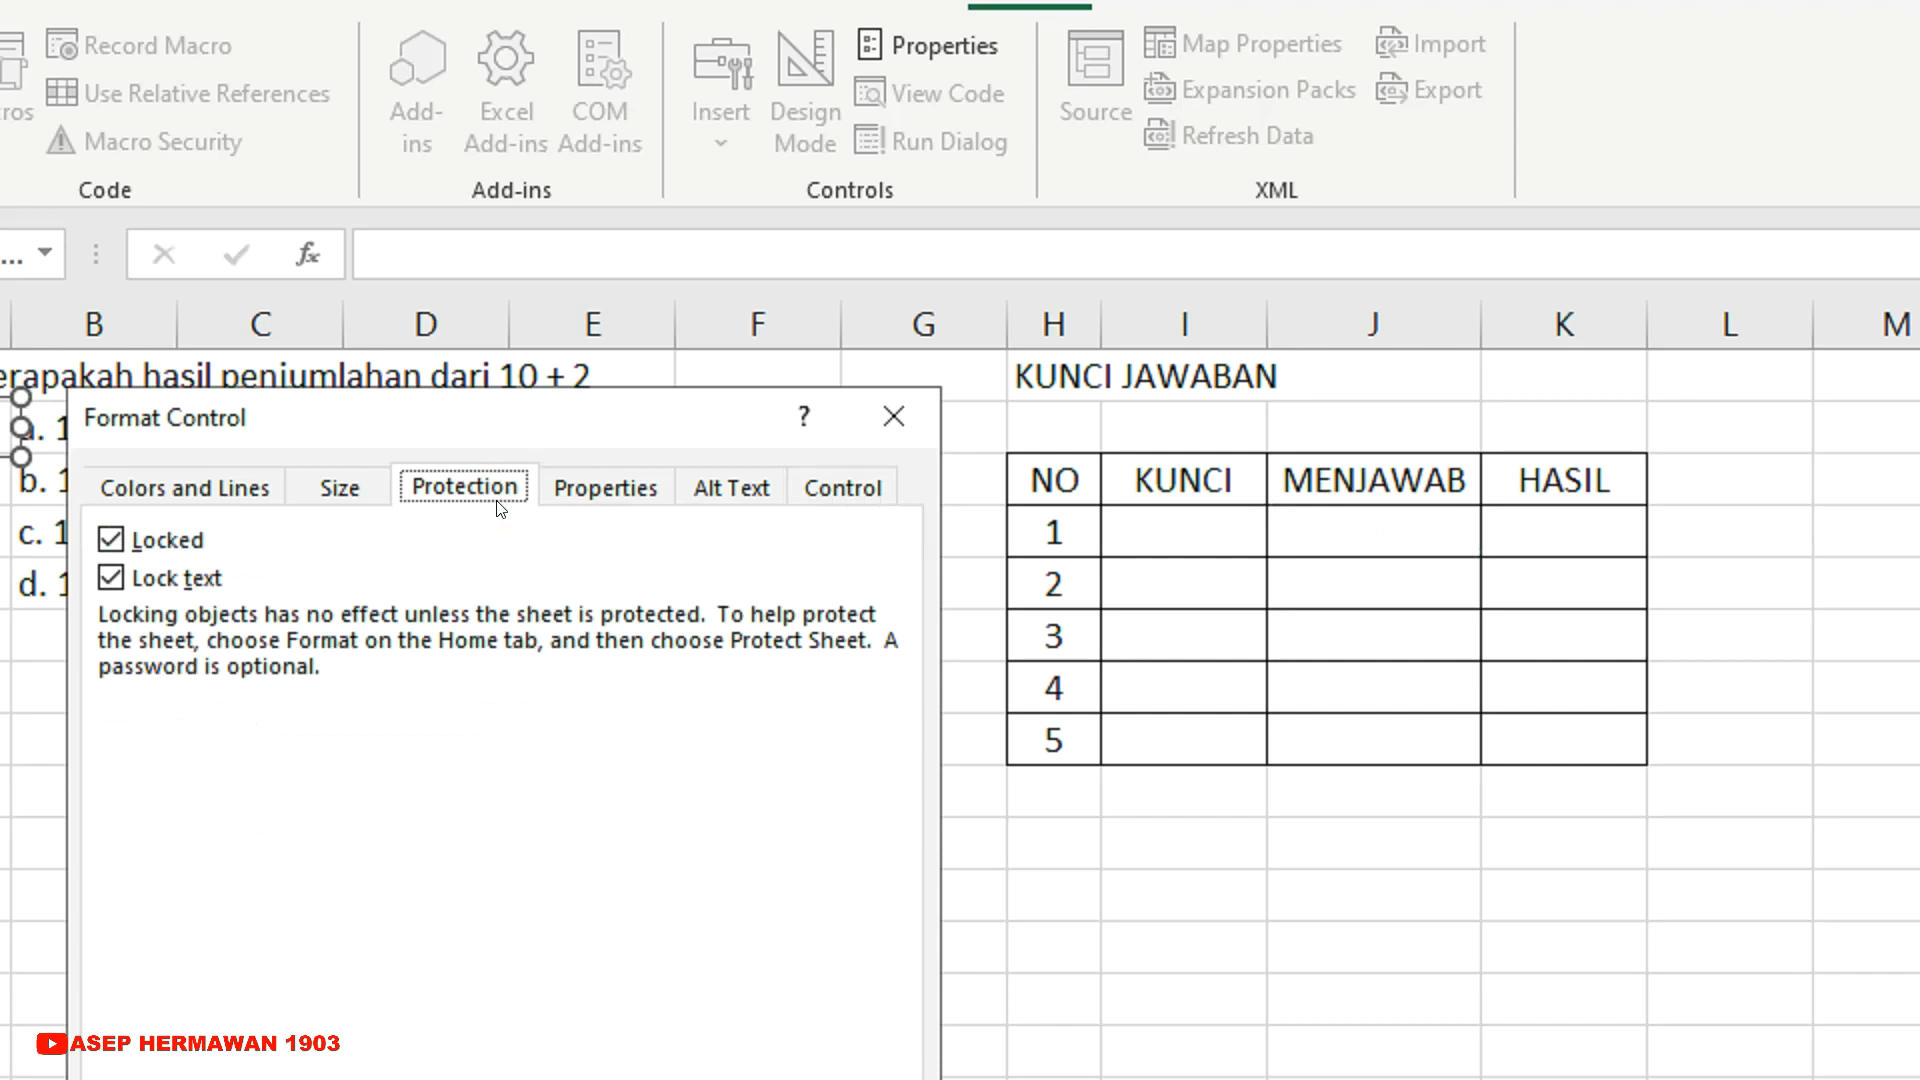 Record Macro
Use Relative References
Macro Security
Code
Add-
ins
Excel
Add-ins
COM
Add-ins
Add-ins
Insert
Design
Mode
Properties
View Code
Run Dialog
Controls
Source
Map Properties
Expansion Packs
Refresh Data
Import
Export
XML
... fx
B C D E F G H I J K L M
erapakah hasil penjumlahan dari 10 + 2
KUNCI JAWABAN
a. 1
b. 1
c. 1
d. 1
Format Control ?
Colors and Lines Size Protection Properties Alt Text Control
Locked
Lock text
Locking objects has no effect unless the sheet is protected. To help protect
the sheet, choose Format on the Home tab, and then choose Protect Sheet. A
password is optional.
NO KUNCI MENJAWAB HASIL
1
2
3
4
5
ASEP HERMAWAN 1903